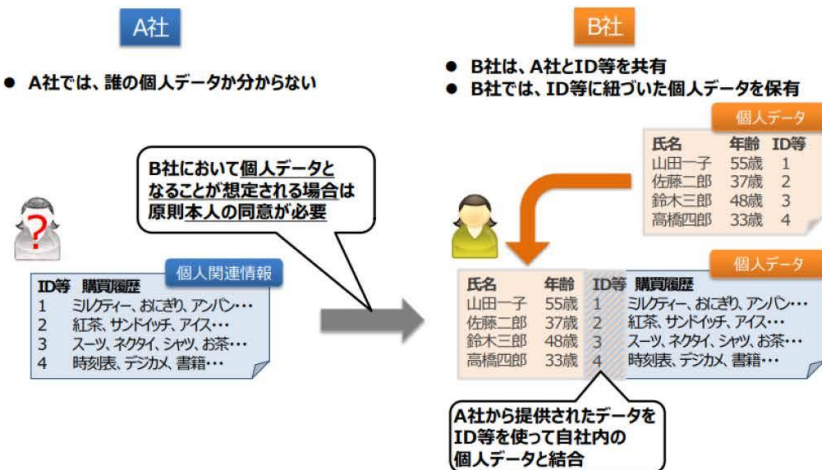 A社
● A社では、誰の個人データか分からない
B社において個人データと
なることが想定される場合は
原則本人の同意が必要
?
個人関連情報
ID等 購買履歴
1 ミルクティー、おにぎり、アンパン・・・
2 紅茶、サンドイッチ、アイス・・・
3 スーツ、ネクタイ、シャツ、お茶・・・
4 時刻表、デジカメ、書籍・・・
B社
● B社は、A社とID等を共有
● B社では、ID等に紐づいた個人データを保有
個人データ
氏名 年齢 ID等
山田一子 55歳 1
佐藤二郎 37歳 2
鈴木三郎 48歳 3
高橋四郎 33歳 4
個人データ
氏名 年齢 ID等 購買履歴
山田一子 55歳 1 ミルクティー、おにぎり、アンパン・・・
佐藤二郎 37歳 2 紅茶、サンドイッチ、アイス・・・
鈴木三郎 48歳 3 スーツ、ネクタイ、シャツ、お茶・・・
高橋四郎 33歳 4 時刻表、デジカメ、書籍・・・
A社から提供されたデータを
ID等を使って自社内の
個人データと結合